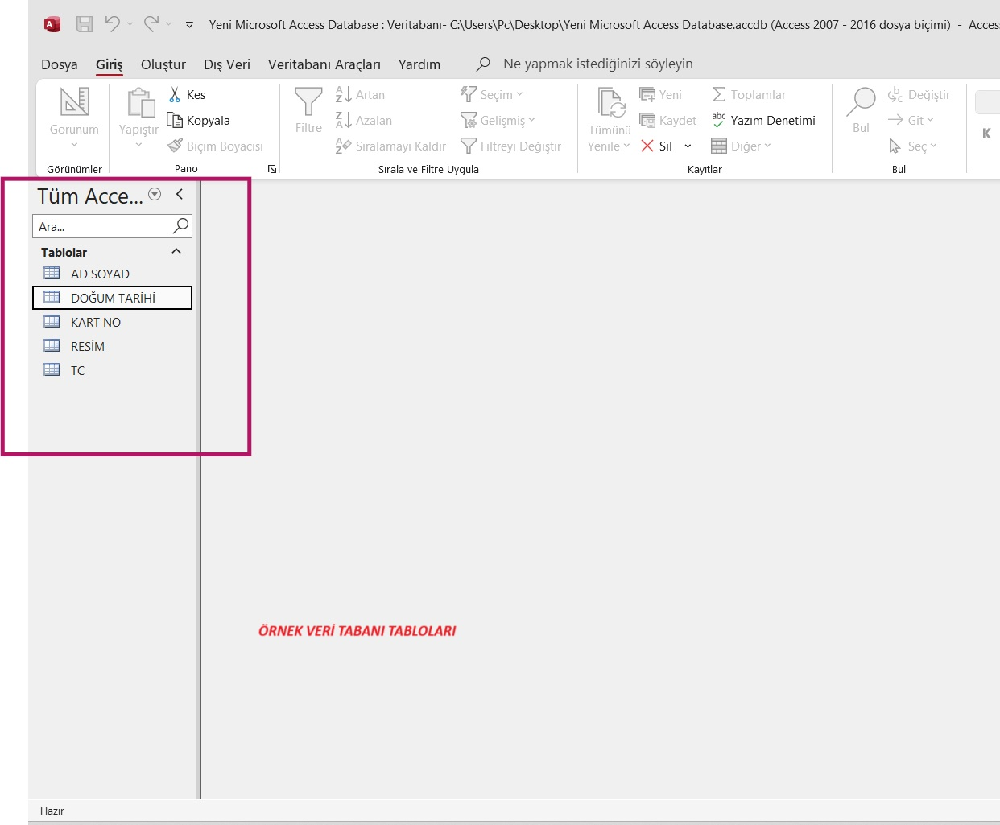 Yeni Microsoft Access Database : Veritabanı- C:\Users\Pc\Desktop\Yeni Microsoft Access Database.accdb (Access 2007 - 2016 dosya biçimi) - Access
Dosya Giriş Oluştur Dış Veri Veritabanı Araçları Yardım Ne yapmak istediğinizi söyleyin
Görünüm
Görünümler
Yapıştır
Kes
Kopyala
Biçim Boyacısı
Pano
Filtre
Artan
Azalan
Sıralamayı Kaldır
Seçim
Gelişmiş
Filtreyi Değiştir
Sırala ve Filtre Uygula
Tümünü
Yenile
Yeni
Kaydet
Sil
Toplamlar
Yazım Denetimi
Diğer
Kayıtlar
Bul
Değiştir
Git
Seç
Bul
K
Tüm Acce...
Ara...
Tablolar
AD SOYAD
DOĞUM TARİHİ
KART NO
RESİM
TC
ÖRNEK VERİ TABANI TABLOLARI
Hazır